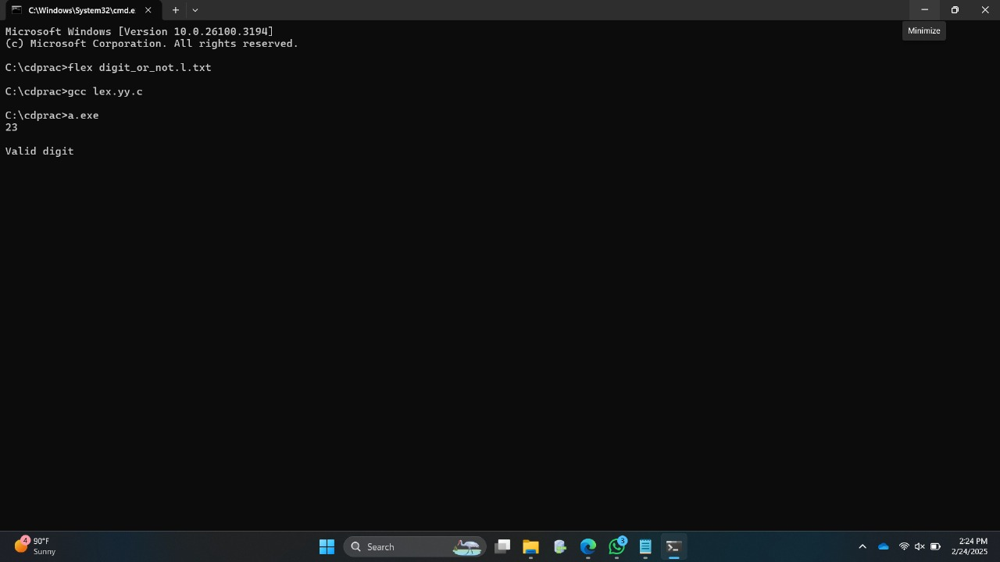 C:\Windows\System32\cmd.e
Minimize
Microsoft Windows [Version 10.0.26100.3194]
(c) Microsoft Corporation. All rights reserved.
C:\cdprac>flex digit_or_not.l.txt
C:\cdprac>gcc lex.yy.c
C:\cdprac>a.exe
23
Valid digit
4
90°F
Sunny
Search
3
2:24 PM
2/24/2025